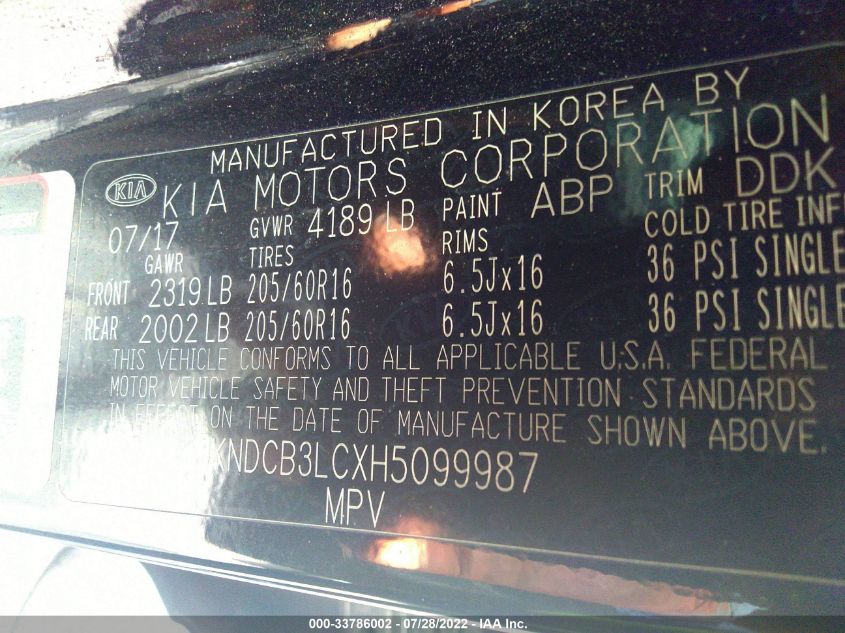 MANUFACTURED IN KOREA BY
KIA KIA MOTORS CORPORATION
07/17 GVWR 4189 LB PAINT ABP TRIM DDK
GAWR TIRES RIMS COLD TIRE INF
FRONT 2319 LB 205/60R16 6.5Jx16 36 PSI SINGLE
REAR 2002 LB 205/60R16 6.5Jx16 36 PSI SINGLE
THIS VEHICLE CONFORMS TO ALL APPLICABLE U.S.A. FEDERAL
MOTOR VEHICLE SAFETY AND THEFT PREVENTION STANDARDS
IN EFFECT ON THE DATE OF MANUFACTURE SHOWN ABOVE.
KNDCB3LCXH5099987
MPV
000-33786002 - 07/28/2022 - IAA Inc.